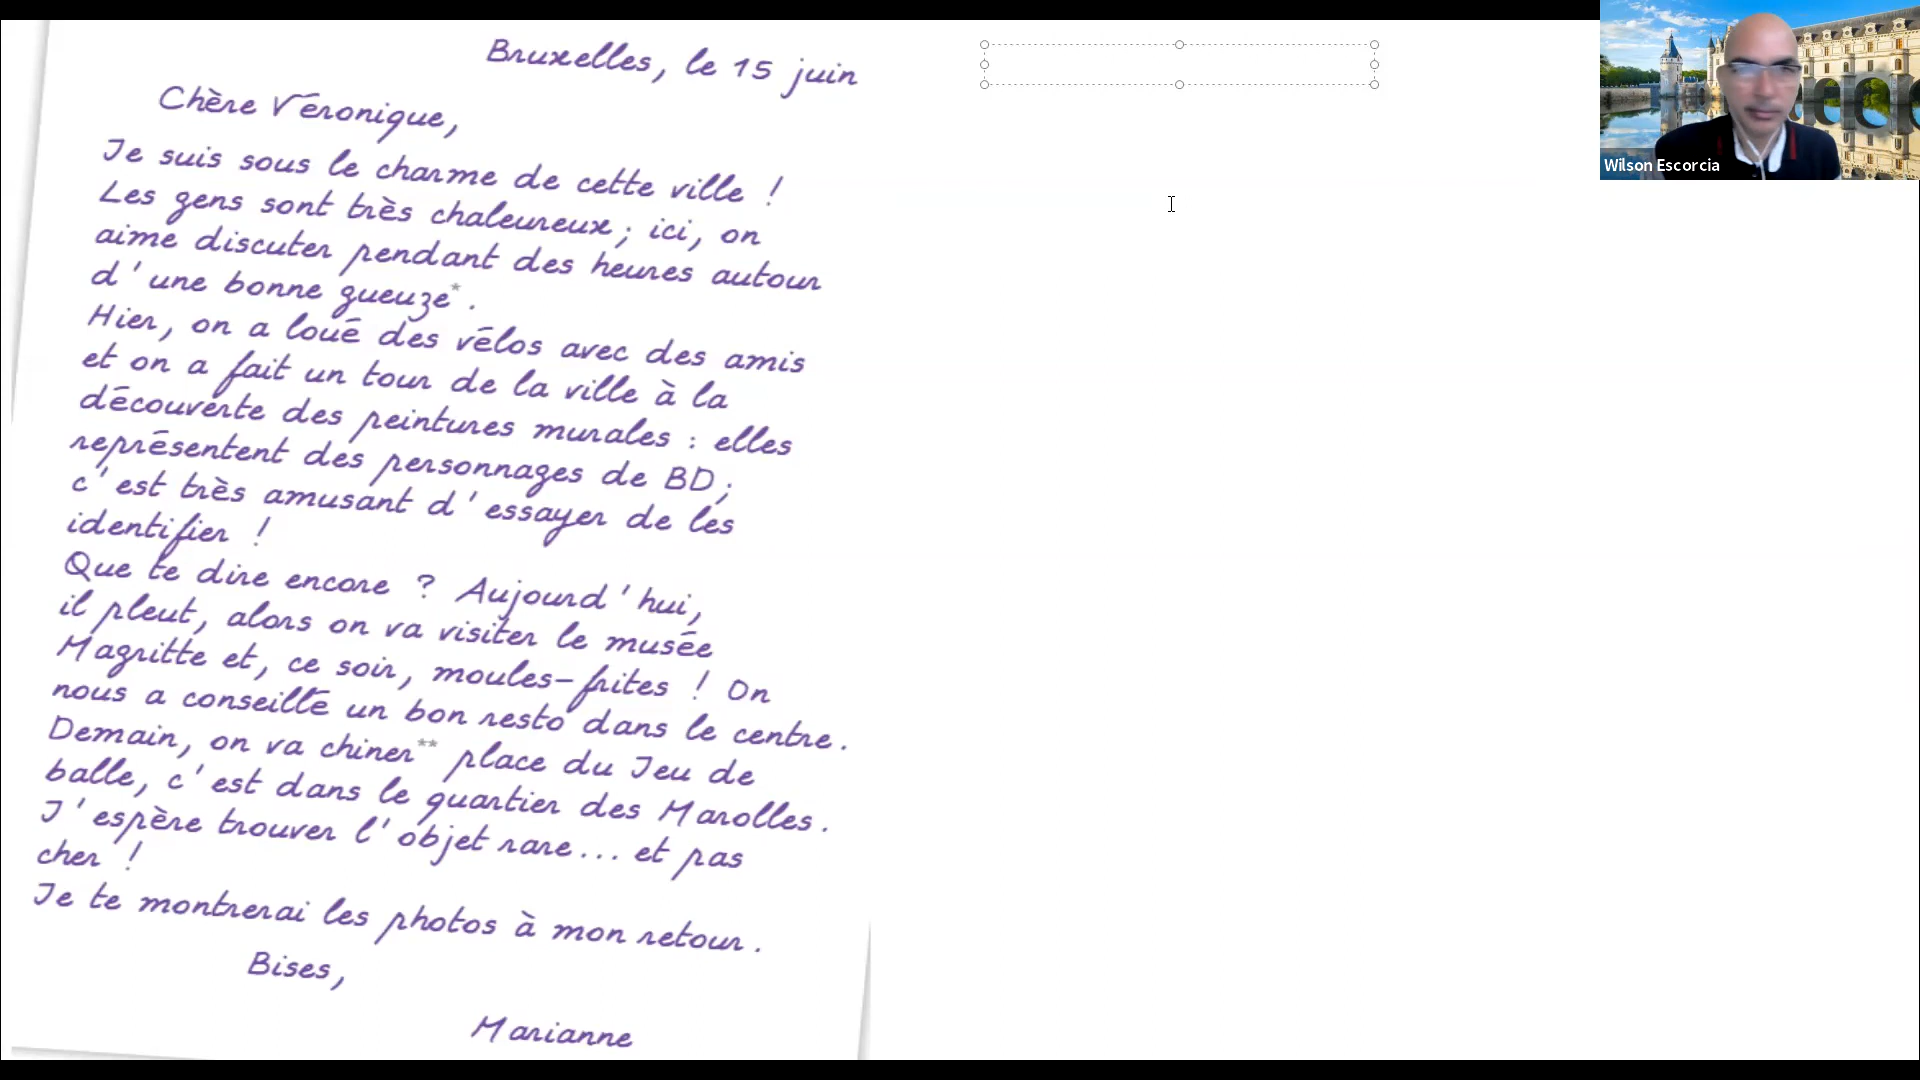 Bruxelles, le 15 juin
Chère Véronique,
Je suis sous le charme de cette ville !
Les gens sont très chaleureux ; ici, on
aime discuter pendant des heures autour
d'une bonne gueuze*.
Hier, on a loué des vélos avec des amis
et on a fait un tour de la ville à la
découverte des peintures murales : elles
représentent des personnages de BD ;
c'est très amusant d'essayer de les
identifier !
Que te dire encore ? Aujourd'hui,
il pleut, alors on va visiter le musée
Magritte et, ce soir, moules-frites ! On
nous a conseillé un bon resto dans le centre.
Demain, on va chiner** place du Jeu de
balle, c'est dans le quartier des Marolles.
J'espère trouver l'objet rare... et pas
cher !
Je te montrerai les photos à mon retour.
Bises,
Marianne
Wilson Escorcia